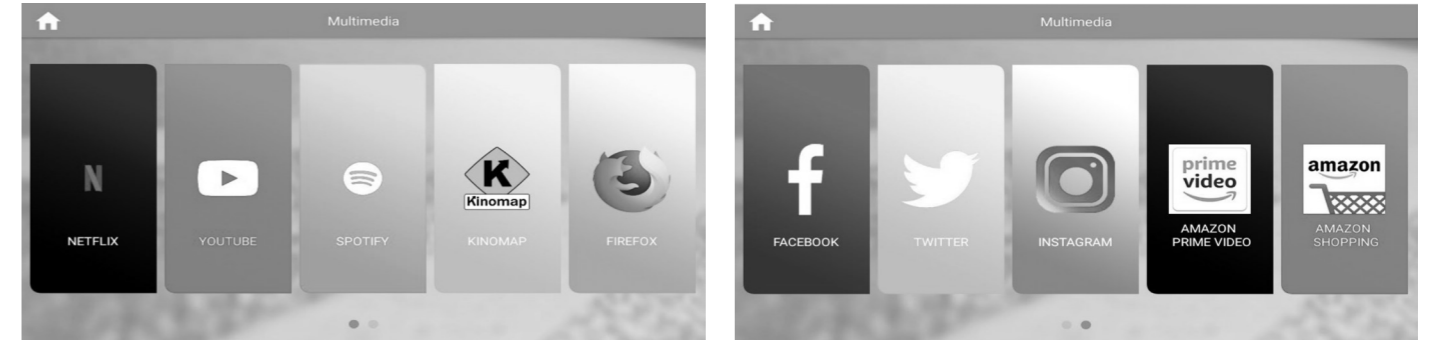 Multimedia
N
NETFLIX
YOUTUBE
SPOTIFY
K
Kinomap
KINOMAP
FIREFOX
Multimedia
f
FACEBOOK
TWITTER
INSTAGRAM
prime
video
AMAZON
PRIME VIDEO
amazon
AMAZON
SHOPPING